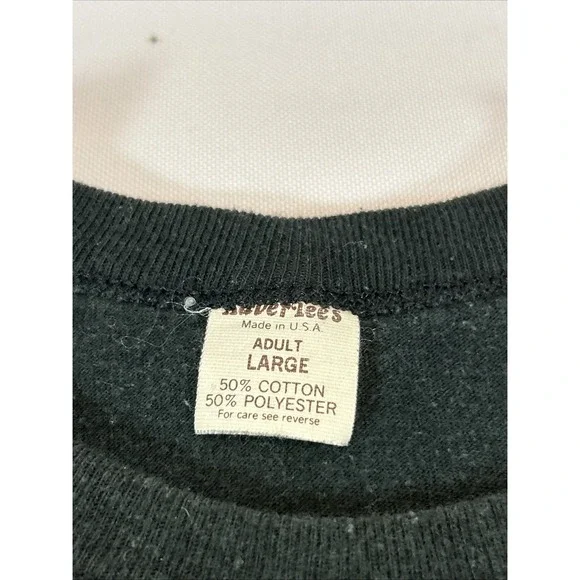 Made in U.S.A.
ADULT
LARGE
50% COTTON
50% POLYESTER
For care see reverse